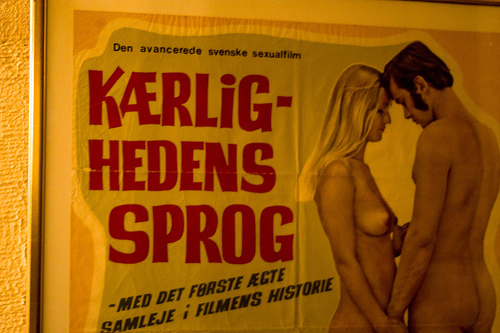 Den avancerede svenske sexualfilm
KÆRLiG-
HEDENS
SPROG
-MED DET FØRSTE ÆGTE
SAMLEJE i FILMENS HISTORIE